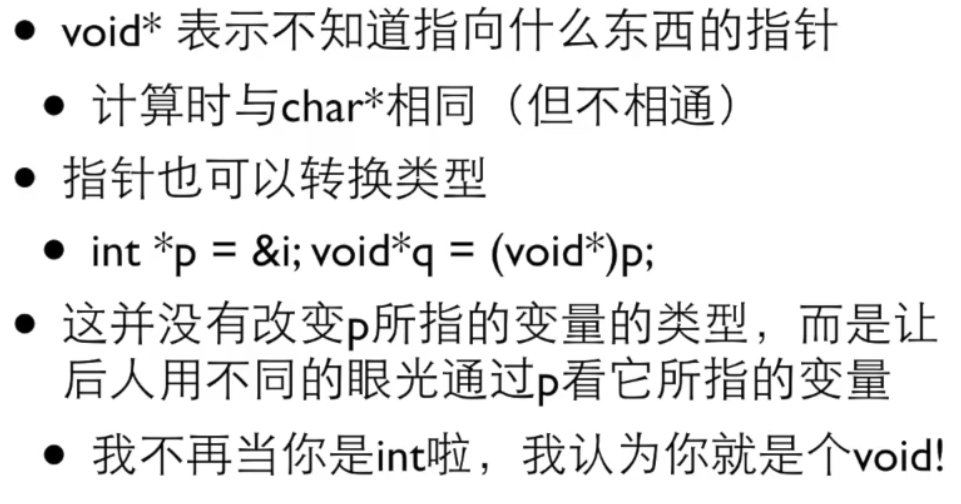 • void* 表示不知道指向什么东西的指针
• 计算时与char*相同（但不相通）
• 指针也可以转换类型
• int *p = &i; void*q = (void*)p;
• 这并没有改变p所指的变量的类型，而是让
后人用不同的眼光通过p看它所指的变量
• 我不再当你是int啦，我认为你就是个void!